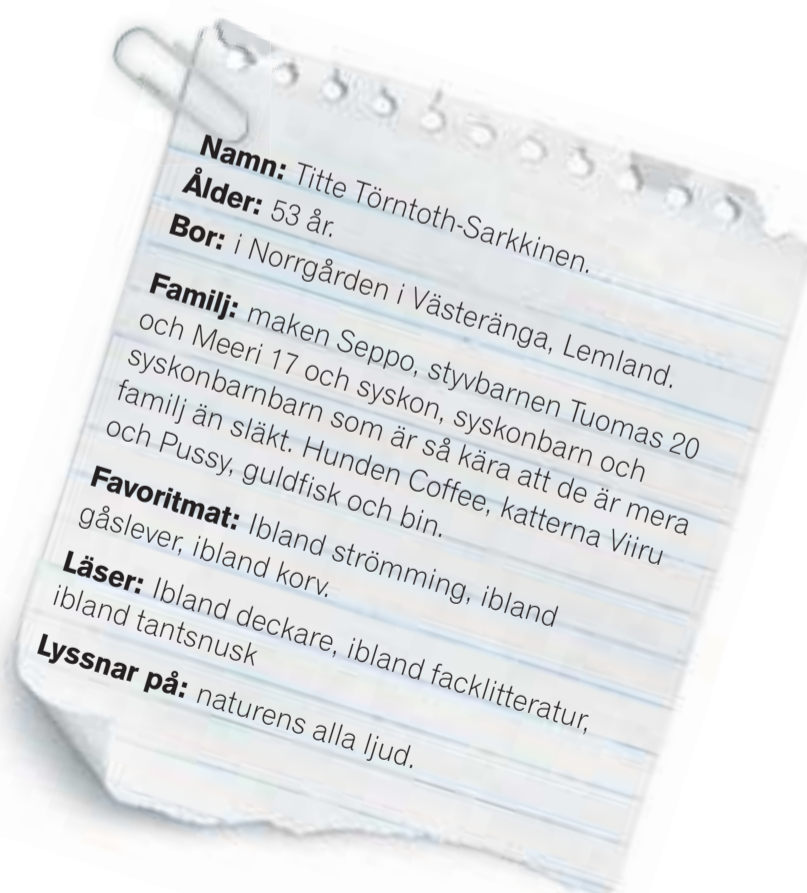 Namn: Titte Törntoth-Sarkkinen.
Ålder: 53 år.
Bor: i Norrgården i Västeränga, Lemland.
Familj: maken Seppo, styvbarnen Tuomas 20
och Meeri 17 och syskon, syskonbarn och
syskonbarnbarn som är så kära att de är mera
familj än släkt. Hunden Coffee, katterna Viiru
och Pussy, guldfisk och bin.
Favoritmat: Ibland strömming, ibland
gåslever, ibland korv.
Läser: Ibland deckare, ibland facklitteratur,
ibland tantsnusk
Lyssnar på: naturens alla ljud.